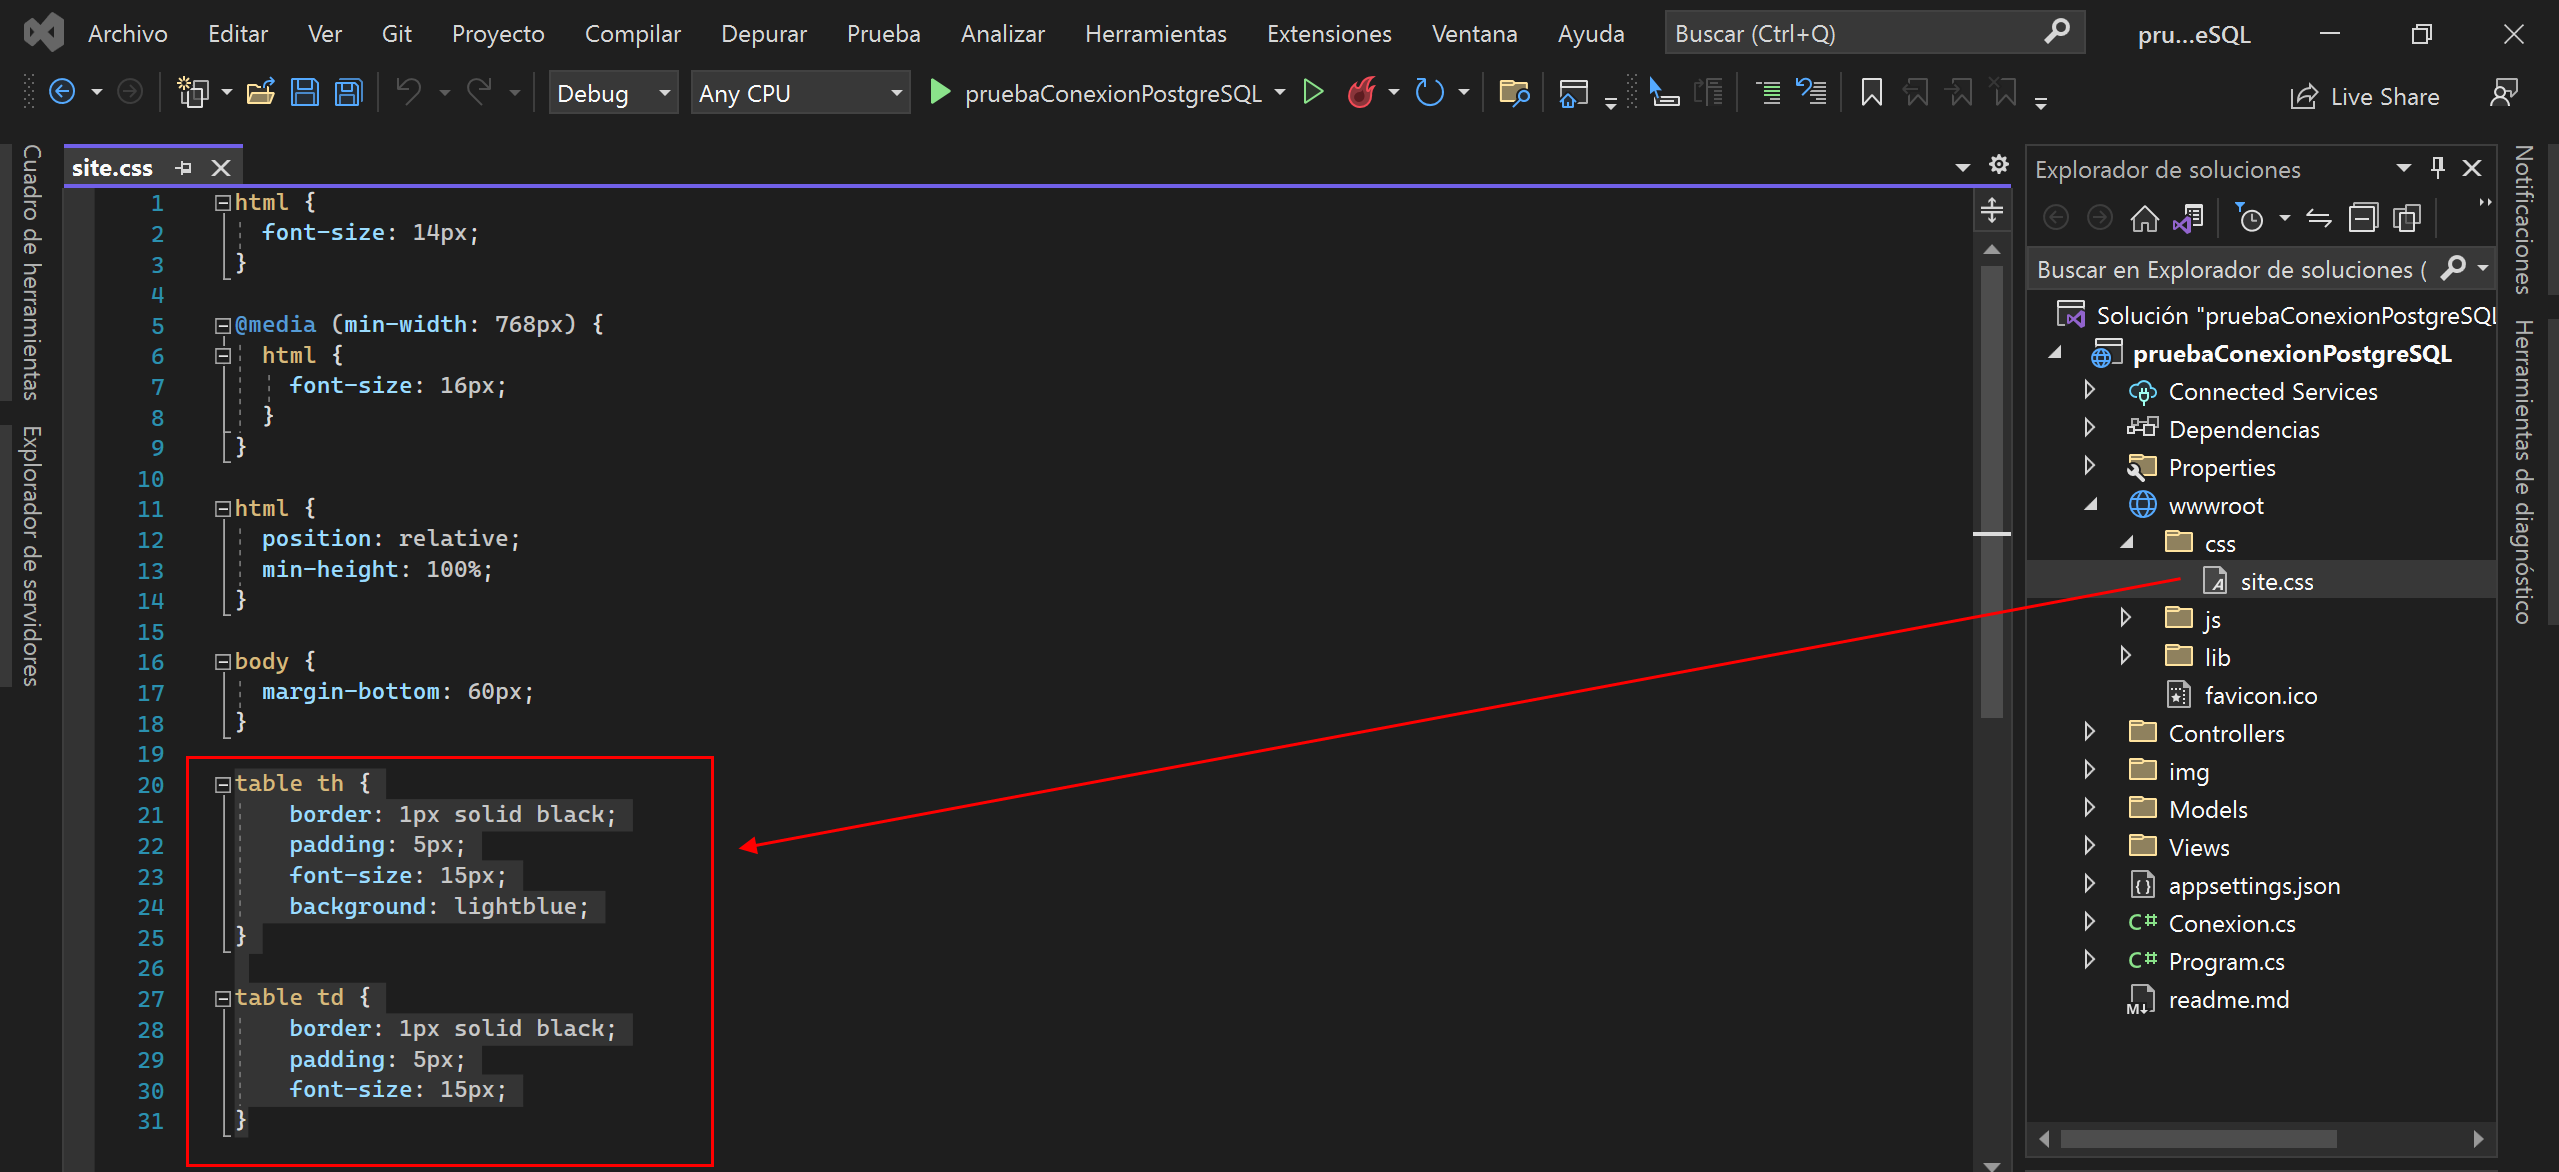 Archivo Editar Ver Git Proyecto Compilar Depurar Prueba Analizar Herramientas Extensiones Ventana Ayuda Buscar (Ctrl+Q) pru...eSQL
Debug Any CPU pruebaConexionPostgreSQL Live Share
Cuadro de herramientas
Explorador de servidores
site.css
1 html {
2 font-size: 14px;
3 }
4
5 @media (min-width: 768px) {
6 html {
7 font-size: 16px;
8 }
9 }
10
11 html {
12 position: relative;
13 min-height: 100%;
14 }
15
16 body {
17 margin-bottom: 60px;
18 }
19
20 table th {
21 border: 1px solid black;
22 padding: 5px;
23 font-size: 15px;
24 background: lightblue;
25 }
26
27 table td {
28 border: 1px solid black;
29 padding: 5px;
30 font-size: 15px;
31 }
Explorador de soluciones
Buscar en Explorador de soluciones (
Solución "pruebaConexionPostgreSQL
pruebaConexionPostgreSQL
Connected Services
Dependencias
Properties
wwwroot
css
site.css
js
lib
favicon.ico
Controllers
img
Models
Views
appsettings.json
C# Conexion.cs
C# Program.cs
readme.md
Notificaciones
Herramientas de diagnóstico